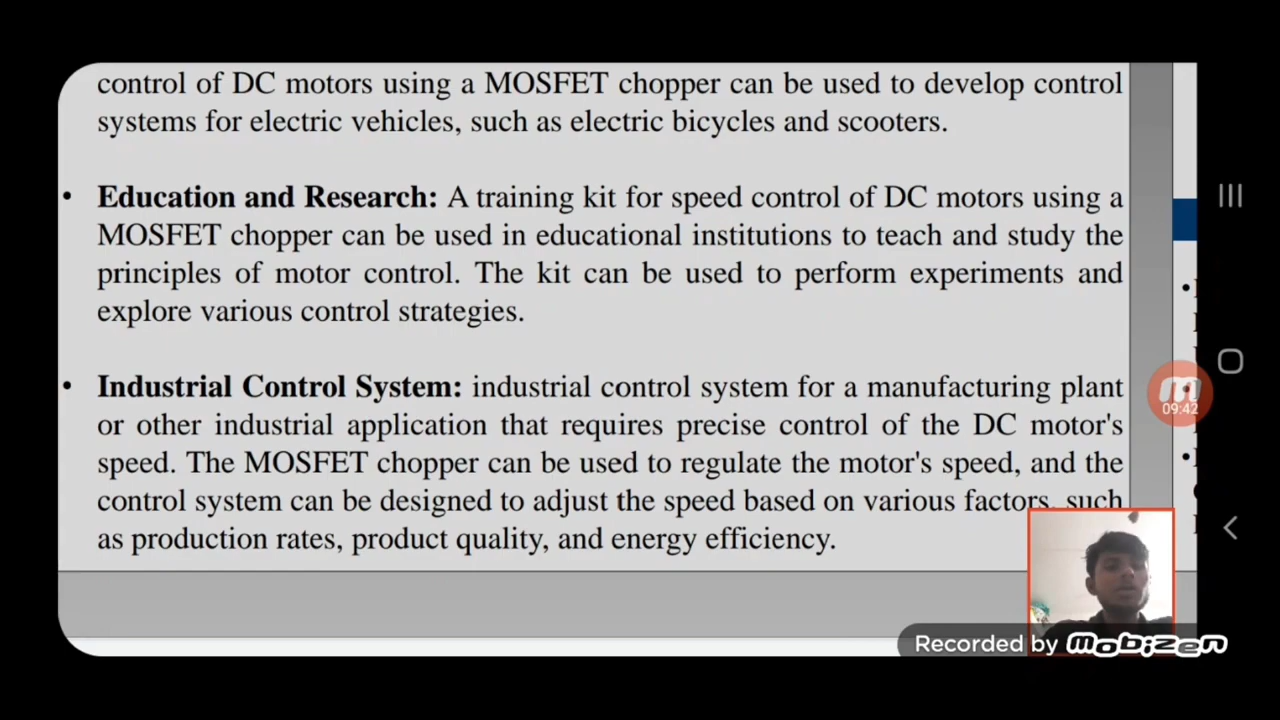 control of DC motors using a MOSFET chopper can be used to develop control
systems for electric vehicles, such as electric bicycles and scooters.
• Education and Research: A training kit for speed control of DC motors using a
MOSFET chopper can be used in educational institutions to teach and study the
principles of motor control. The kit can be used to perform experiments and
explore various control strategies.
• Industrial Control System: industrial control system for a manufacturing plant
or other industrial application that requires precise control of the DC motor's
speed. The MOSFET chopper can be used to regulate the motor's speed, and the
control system can be designed to adjust the speed based on various factors, such
as production rates, product quality, and energy efficiency.
09:42
Recorded by mobizen